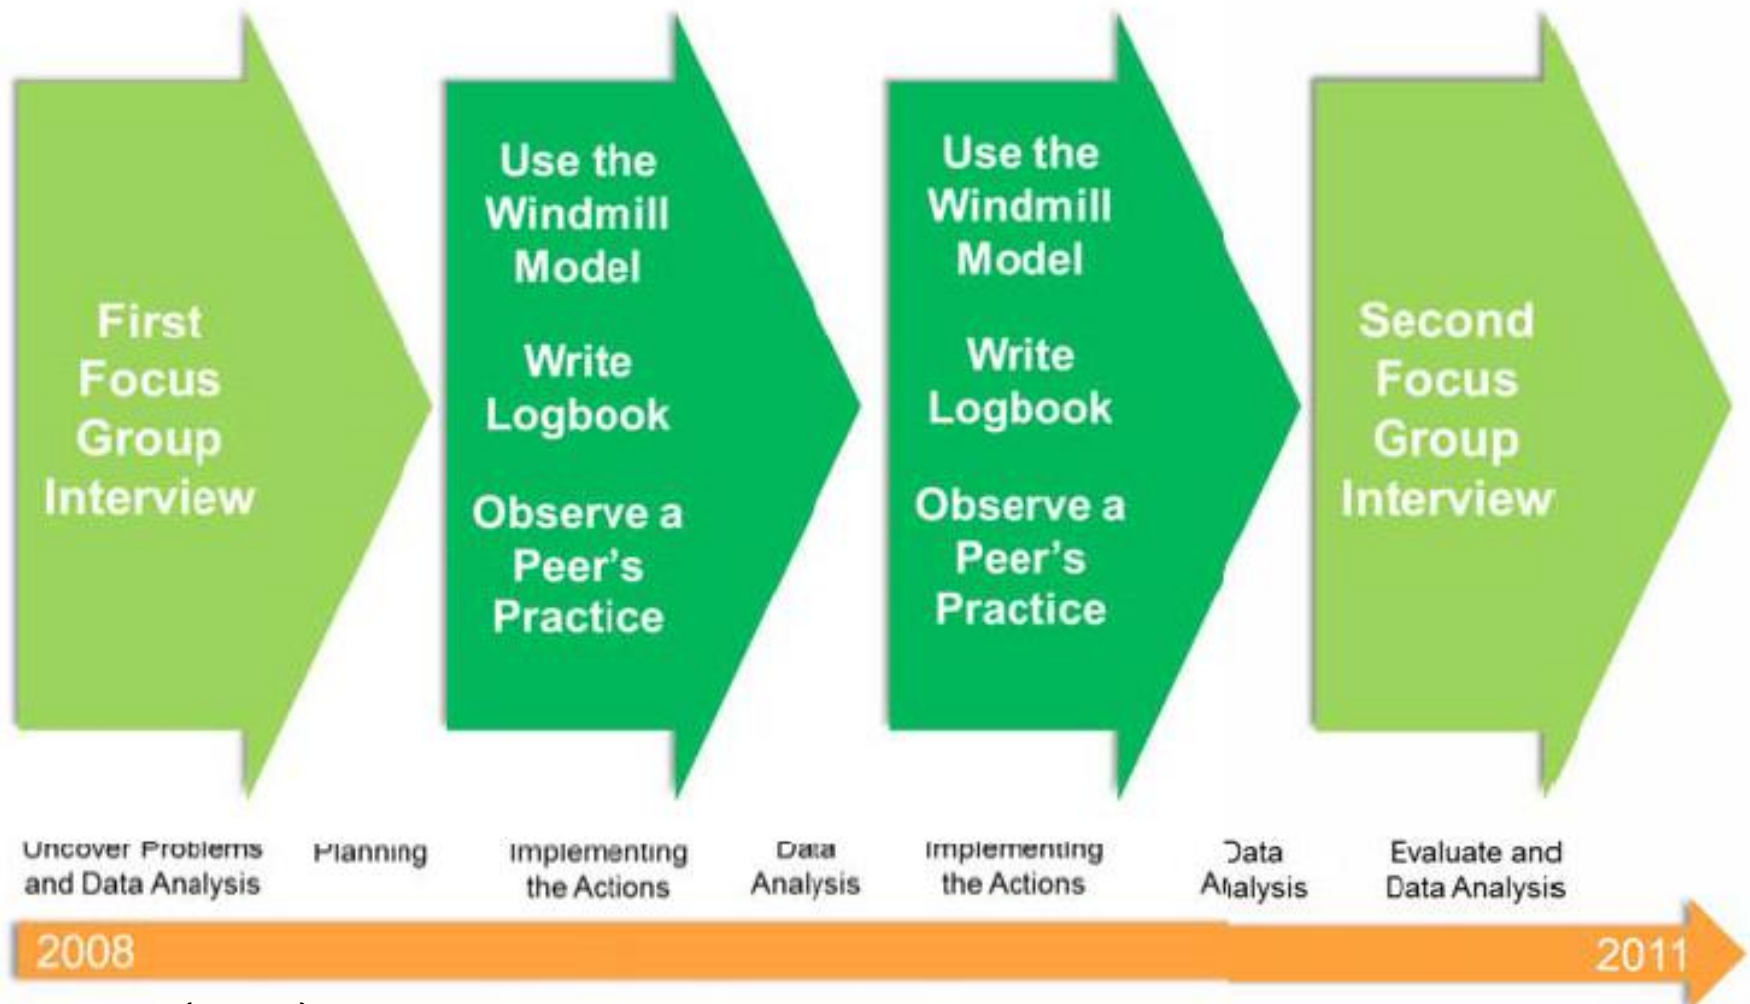 First
Focus
Group
Interview
Use the
Windmill
Model
Write
Logbook
Observe a
Peer's
Practice
Use the
Windmill
Model
Write
Logbook
Observe a
Peer's
Practice
Second
Focus
Group
Interview
Uncover Problems
and Data Analysis
Planning
Implementing
the Actions
Data
Analysis
Implementing
the Actions
Data
Analysis
Evaluate and
Data Analysis
2008
2011